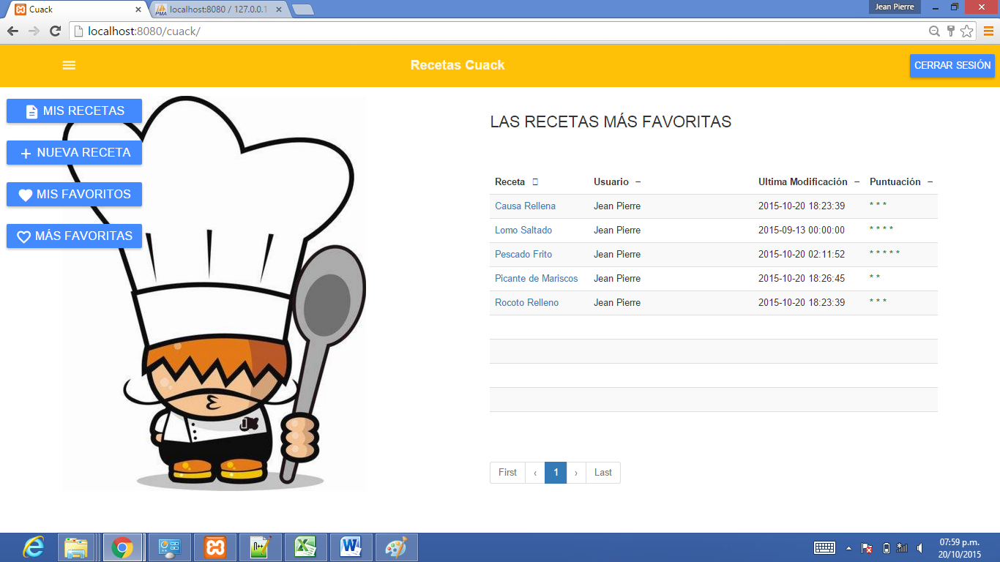 Cuack
localhost:8080 / 127.0.0.1
Jean Pierre
localhost:8080/cuack/
Recetas Cuack
CERRAR SESIÓN
MIS RECETAS
NUEVA RECETA
MIS FAVORITOS
MÁS FAVORITAS
LAS RECETAS MÁS FAVORITAS
Receta Usuario – Ultima Modificación – Puntuación –
Causa Rellena Jean Pierre 2015-10-20 18:23:39 * * *
Lomo Saltado Jean Pierre 2015-09-13 00:00:00 * * * *
Pescado Frito Jean Pierre 2015-10-20 02:11:52 * * * * *
Picante de Mariscos Jean Pierre 2015-10-20 18:26:45 * *
Rocoto Relleno Jean Pierre 2015-10-20 18:23:39 * * *
First ‹ 1 › Last
07:59 p.m.
20/10/2015